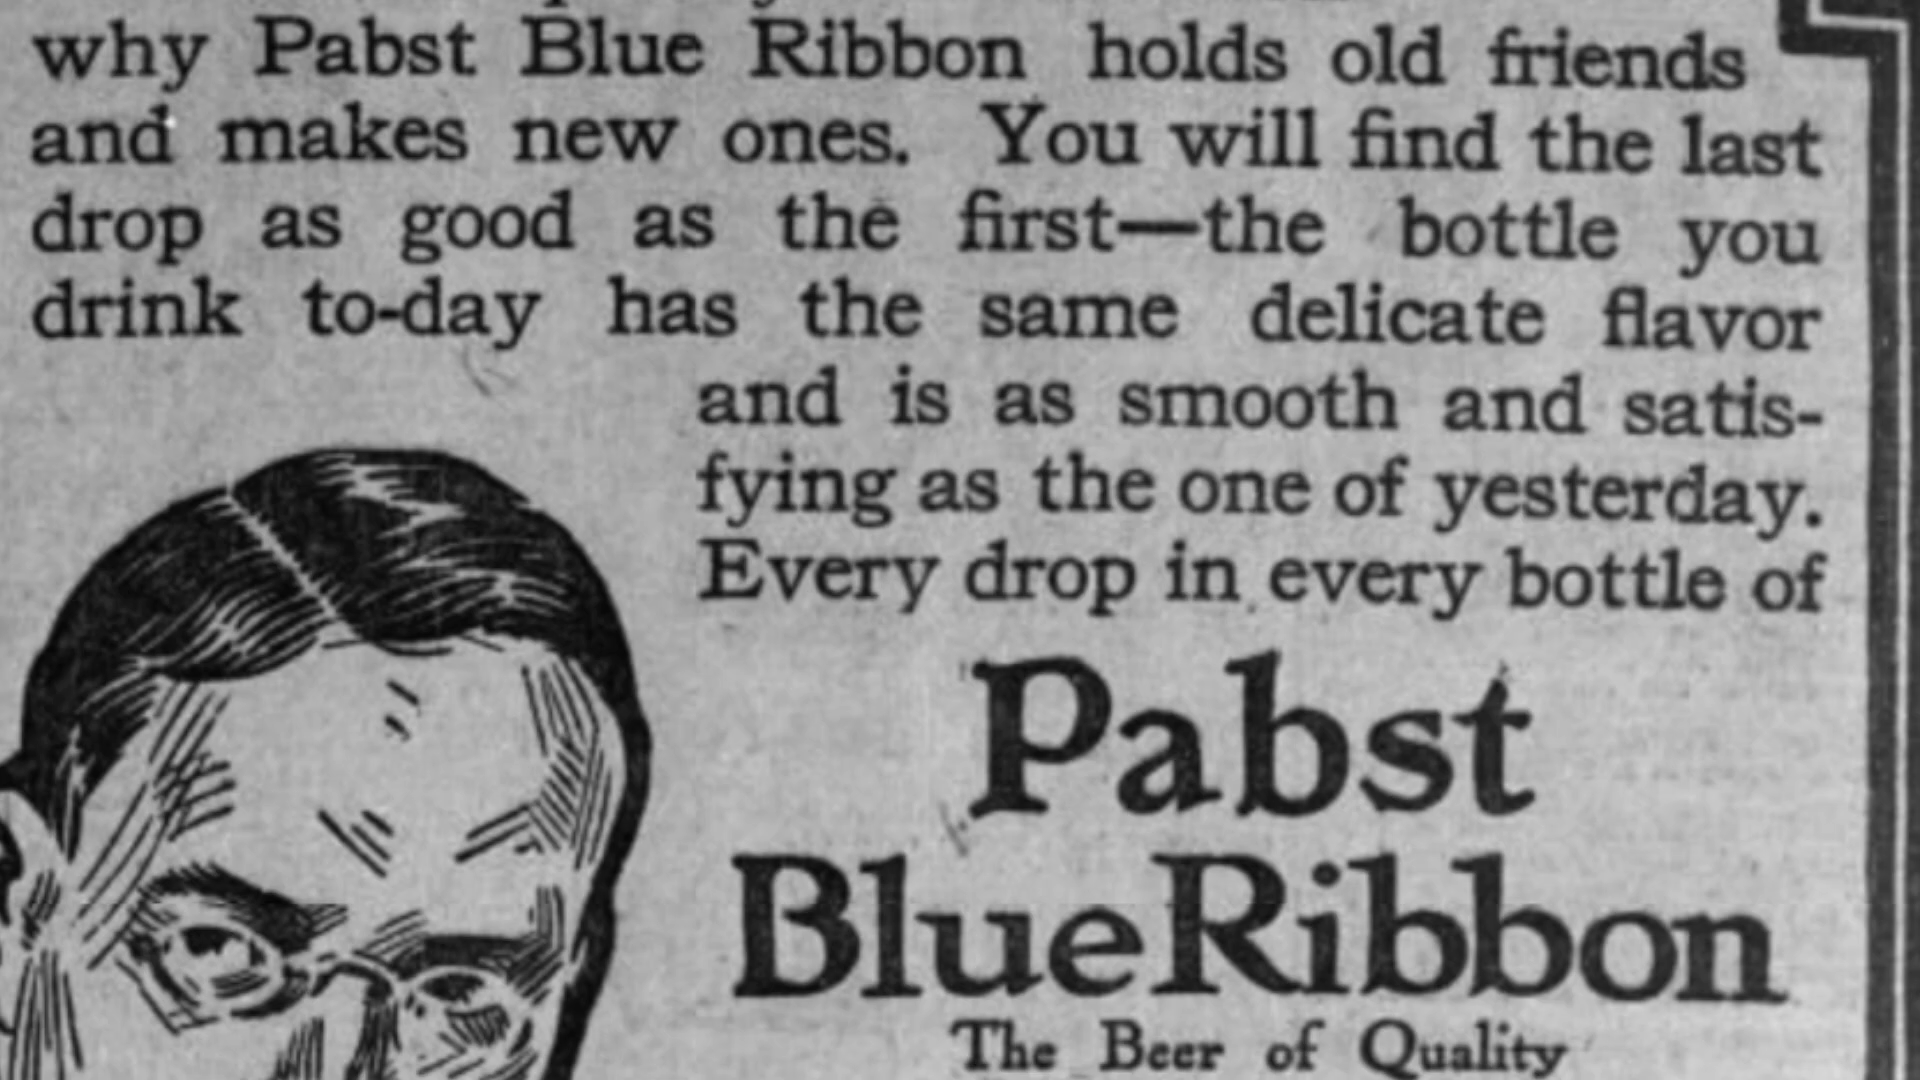 why Pabst Blue Ribbon holds old friends
and makes new ones. You will find the last
drop as good as the first—the bottle you
drink to-day has the same delicate flavor
and is as smooth and satis-
fying as the one of yesterday.
Every drop in every bottle of
Pabst
Blue Ribbon
The Beer of Quality